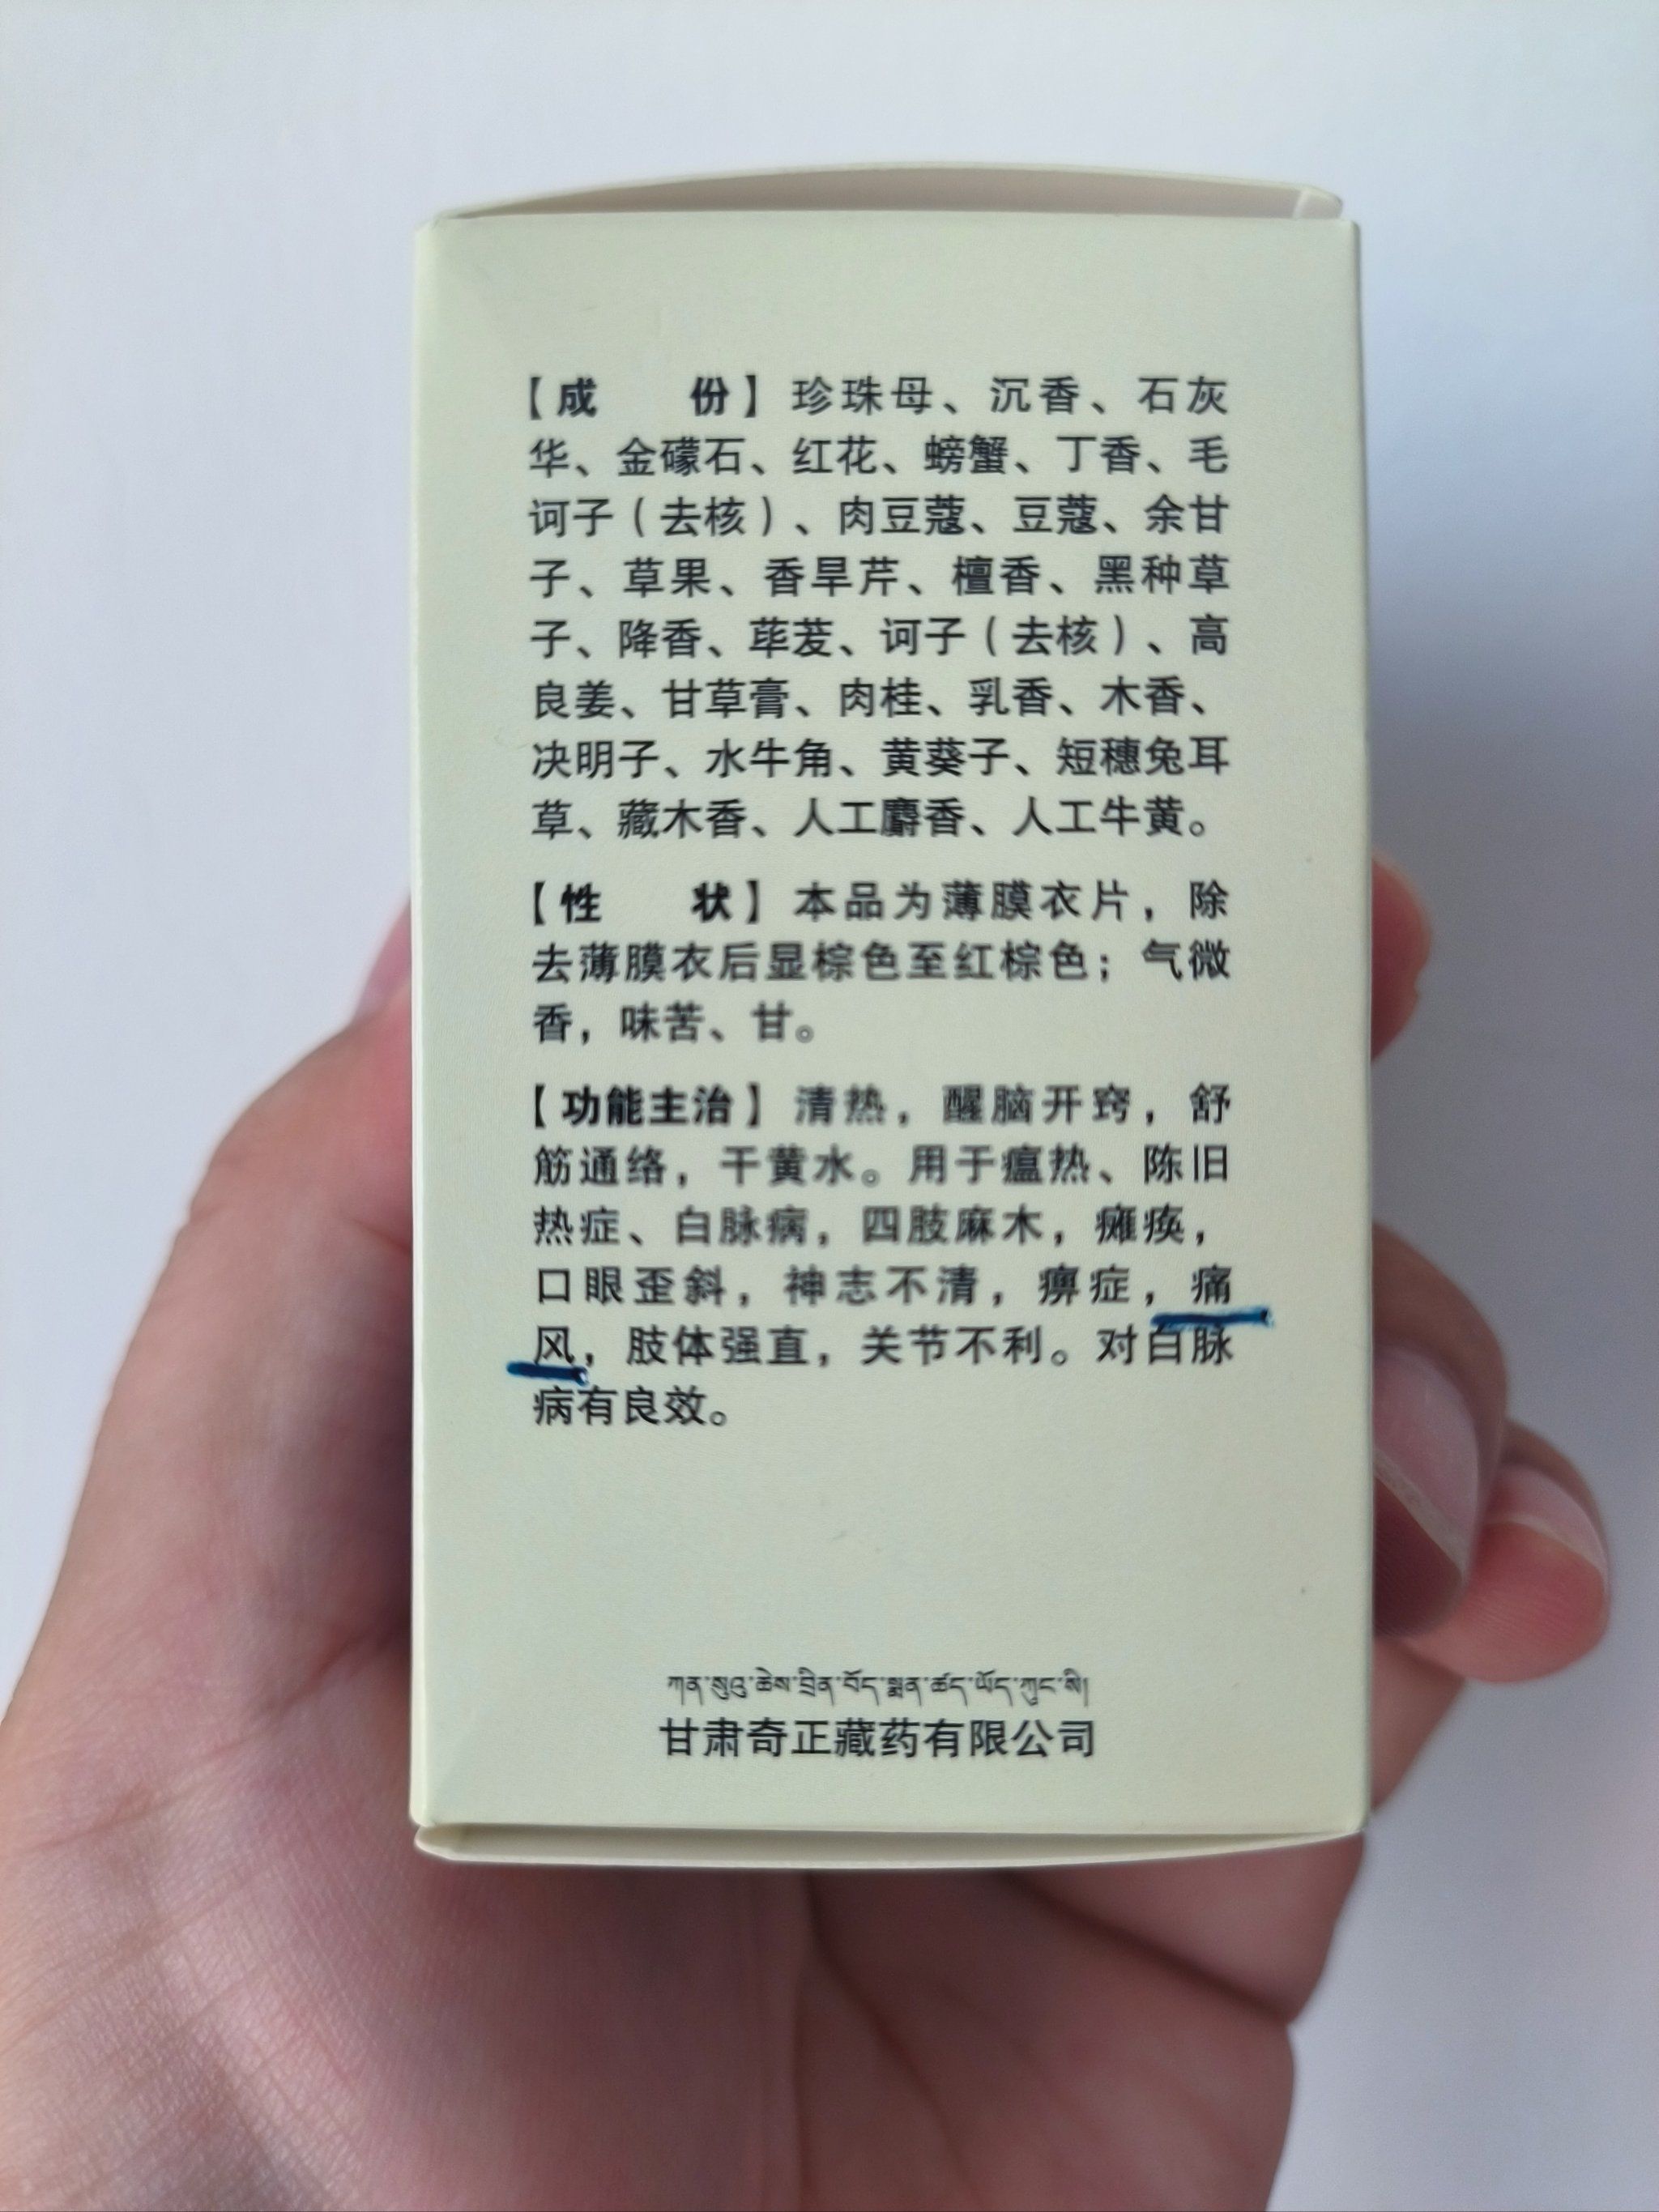 【成　　份】珍珠母、沉香、石灰
华、金礞石、红花、螃蟹、丁香、毛
诃子（去核）、肉豆蔻、豆蔻、余甘
子、草果、香旱芹、檀香、黑种草
子、降香、荜茇、诃子（去核）、高
良姜、甘草膏、肉桂、乳香、木香、
决明子、水牛角、黄葵子、短穗兔耳
草、藏木香、人工麝香、人工牛黄。
【性　　状】本品为薄膜衣片，除
去薄膜衣后显棕色至红棕色；气微
香，味苦、甘。
【功能主治】清热，醒脑开窍，舒
筋通络，干黄水。用于瘟热、陈旧
热症、白脉病，四肢麻木，瘫痪，
口眼歪斜，神志不清，痹症，痛
风，肢体强直，关节不利。对白脉
病有良效。
ཀན་སུའུ་ཆེས་བྲིན་བོད་སྨན་ཚད་ཡོད་ཀུང་སི།
甘肃奇正藏药有限公司